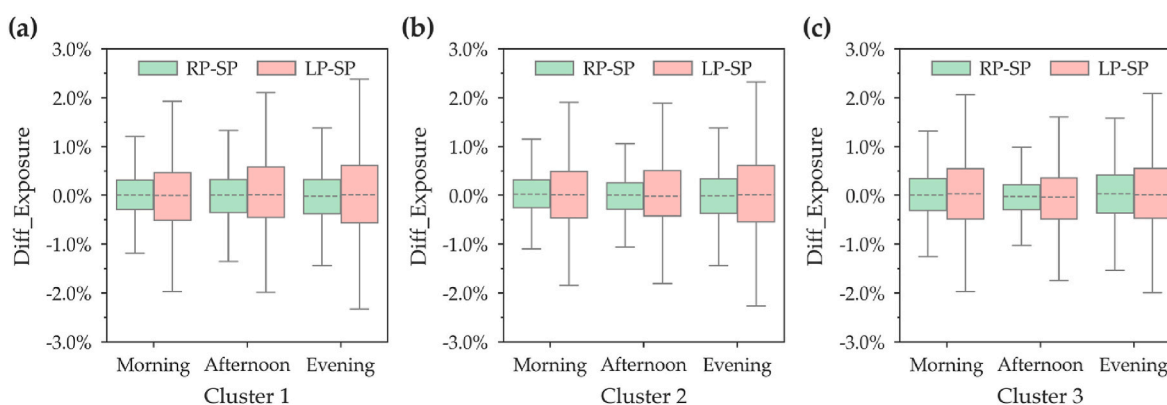 (a)
3.0%
2.0%
1.0%
0.0%
-1.0%
-2.0%
-3.0%
Diff_Exposure
RP-SP LP-SP
Morning Afternoon Evening
Cluster 1
(b)
3.0%
2.0%
1.0%
0.0%
-1.0%
-2.0%
-3.0%
Diff_Exposure
RP-SP LP-SP
Morning Afternoon Evening
Cluster 2
(c)
3.0%
2.0%
1.0%
0.0%
-1.0%
-2.0%
-3.0%
Diff_Exposure
RP-SP LP-SP
Morning Afternoon Evening
Cluster 3